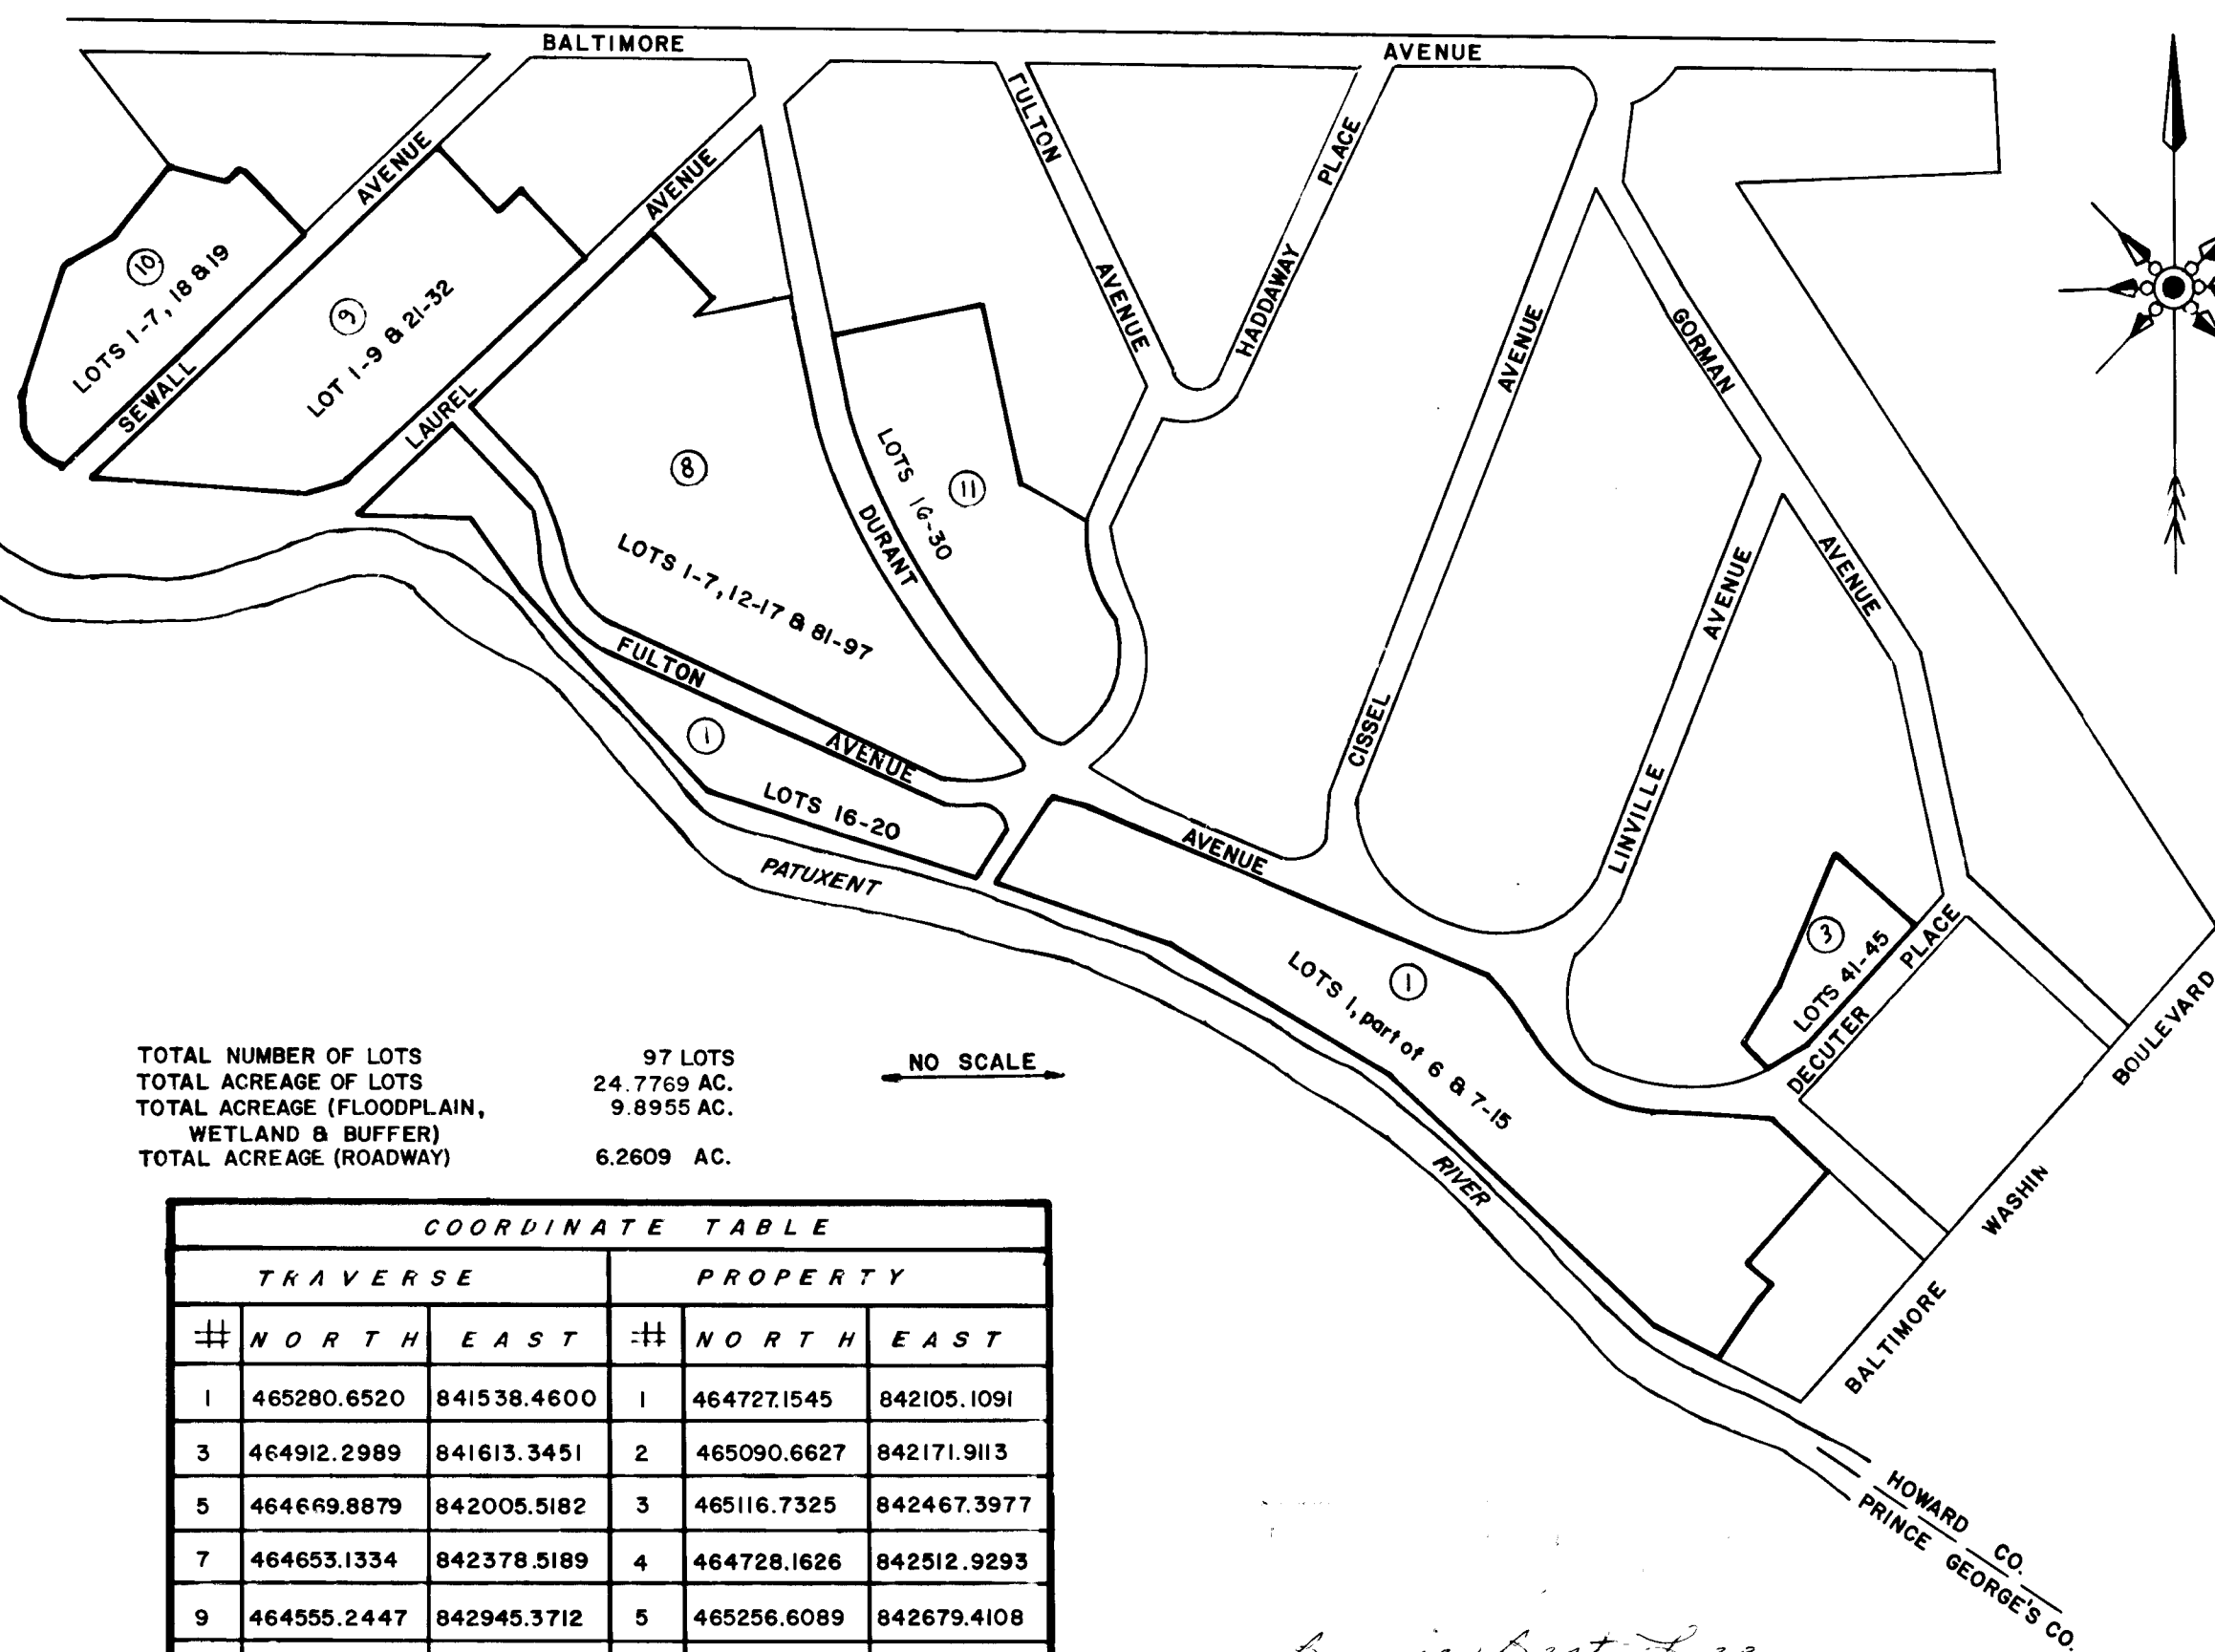 BALTIMORE AVENUE
SEWALL AVENUE
LAUREL AVENUE
FULTON AVENUE
HADDAWAY PLACE
CISSEL AVENUE
GORMAN AVENUE
LINVILLE AVENUE
DURANT
FULTON AVENUE
AVENUE
DECUTER PLACE
BALTIMORE WASHIN BOULEVARD
10
LOTS 1-7, 18 & 19
9
LOT 1-9 & 21-32
8
LOTS 1-7, 12-17 & 81-97
11
LOTS 16-30
1
LOTS 16-20
1
LOTS 1, part of 6 & 7-15
3
LOTS 41-45
PATUXENT RIVER
HOWARD CO.
PRINCE GEORGE'S CO.
NO SCALE
TOTAL NUMBER OF LOTS 97 LOTS
TOTAL ACREAGE OF LOTS 24.7769 AC.
TOTAL ACREAGE (FLOODPLAIN, 9.8955 AC.
WETLAND & BUFFER)
TOTAL ACREAGE (ROADWAY) 6.2609 AC.
COORDINATE TABLE
TRAVERSE PROPERTY
# NORTH EAST # NORTH EAST
1 465280.6520 841538.4600 1 464727.1545 842105.1091
3 464912.2989 841613.3451 2 465090.6627 842171.9113
5 464669.8879 842005.5182 3 465116.7325 842467.3977
7 464653.1334 842378.5189 4 464728.1626 842512.9293
9 464555.2447 842945.3712 5 465256.6089 842679.4108